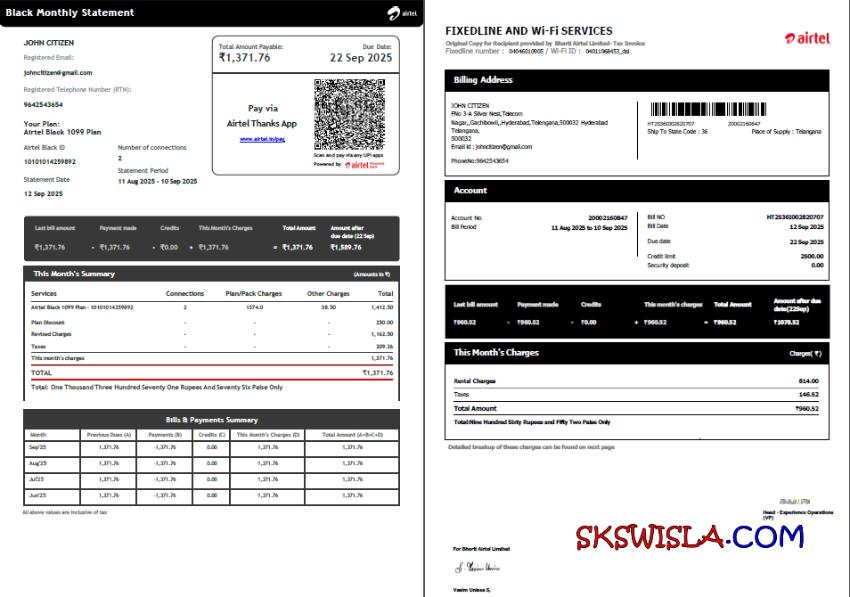 Black Monthly Statement
airtel
JOHN CITIZEN
Registered Email:
johncitizen@gmail.com
Registered Telephone Number (RTN):
9642543654
Your Plan:
Airtel Black 1099 Plan
Airtel Black ID
10101014259892
Number of connections
2
Statement Date
12 Sep 2025
Statement Period
11 Aug 2025 - 10 Sep 2025
Total Amount Payable:
₹1,371.76
Due Date:
22 Sep 2025
Pay via
Airtel Thanks App
www.airtel.in/pay
Scan and pay via any UPI apps
Powered by airtel Payments Bank
Last bill amount Payment made Credits This Month's Charges Total Amount Amount after due date (22 Sep)
₹1,371.76 - ₹1,371.76 - ₹0.00 + ₹1,371.76 = ₹1,371.76 ₹1,589.76
This Month's Summary (Amounts in ₹)
Services Connections Plan/Pack Charges Other Charges Total
Airtel Black 1099 Plan - 10101014259892 2 1374.0 38.50 1,412.50
Plan Discount - - - 250.00
Revised Charges - - - 1,162.50
Taxes - - - 209.26
This month's charges 1,371.76
TOTAL ₹1,371.76
Total: One Thousand Three Hundred Seventy One Rupees And Seventy Six Paise Only
Bills & Payments Summary
Month Previous Dues (A) Payments (B) Credits (C) This Month's Charges (D) Total Amount (A+B+C+D)
Sep'25 1,371.76 -1,371.76 0.00 1,371.76 1,371.76
Aug'25 1,371.76 -1,371.76 0.00 1,371.76 1,371.76
Jul'25 1,371.76 -1,371.76 0.00 1,371.76 1,371.76
Jun'25 1,371.76 -1,371.76 0.00 1,371.76 1,371.76
All above values are inclusive of tax
FIXEDLINE AND Wi-Fi SERVICES
Original Copy for Recipient provided by Bharti Airtel Limited- Tax Invoice
Fixedline number : 04046010905 / Wi-Fi ID : 04011068453_dsl
airtel
Billing Address
JOHN CITIZEN
FNo 3-A Silver Nest,Telecom
Nagar,,Gachibowli,,Hyderabad,Telengana,500032 Hyderabad
Telangana,
500032
Email id : johncitizen@gmail.com
PhoneNo:9642543654
HT2536I002820707 20002160847
Ship To State Code : 36 Place of Supply : Telangana
Account
Account No 20002160847
Bill Period 11 Aug 2025 to 10 Sep 2025
Bill NO HT2536I002820707
Bill Date 12 Sep 2025
Due date 22 Sep 2025
Credit limit 2500.00
Security deposit 0.00
Last bill amount Payment made Credits This month's charges Total Amount Amount after due date(22Sep)
₹960.52 - ₹960.52 - ₹0.00 + ₹960.52 = ₹960.52 ₹1078.52
This Month's Charges Charges( ₹ )
Rental Charges 814.00
Taxes 146.52
Total Amount ₹960.52
Total:Nine Hundred Sixty Rupees and Fifty Two Paise Only
Detailed breakup of these charges can be found on next page
Head - Experience Operations
(VP)
SKSWISLA.COM
For Bharti Airtel Limited